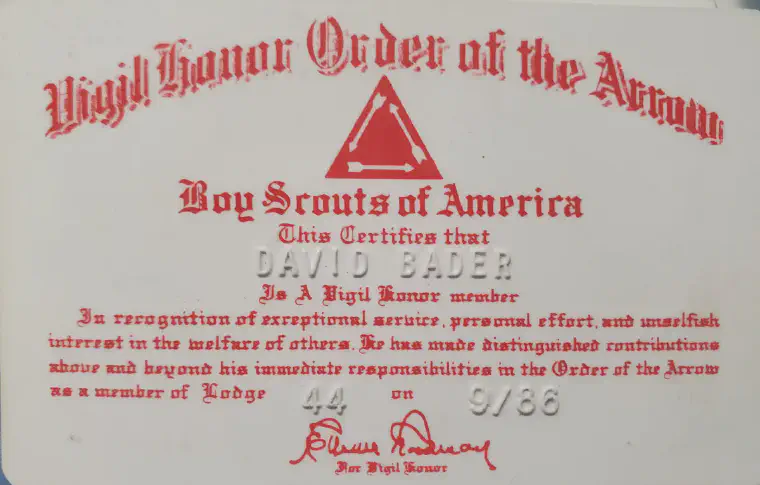 Vigil Honor Order of the Arrow
Boy Scouts of America
This Certifies that
DAVID BADER
Is A Vigil Honor member
In recognition of exceptional service, personal effort, and unselfish
interest in the welfare of others. He has made distinguished contributions
above and beyond his immediate responsibilities in the Order of the Arrow
as a member of Lodge 44 on 9/86
For Vigil Honor